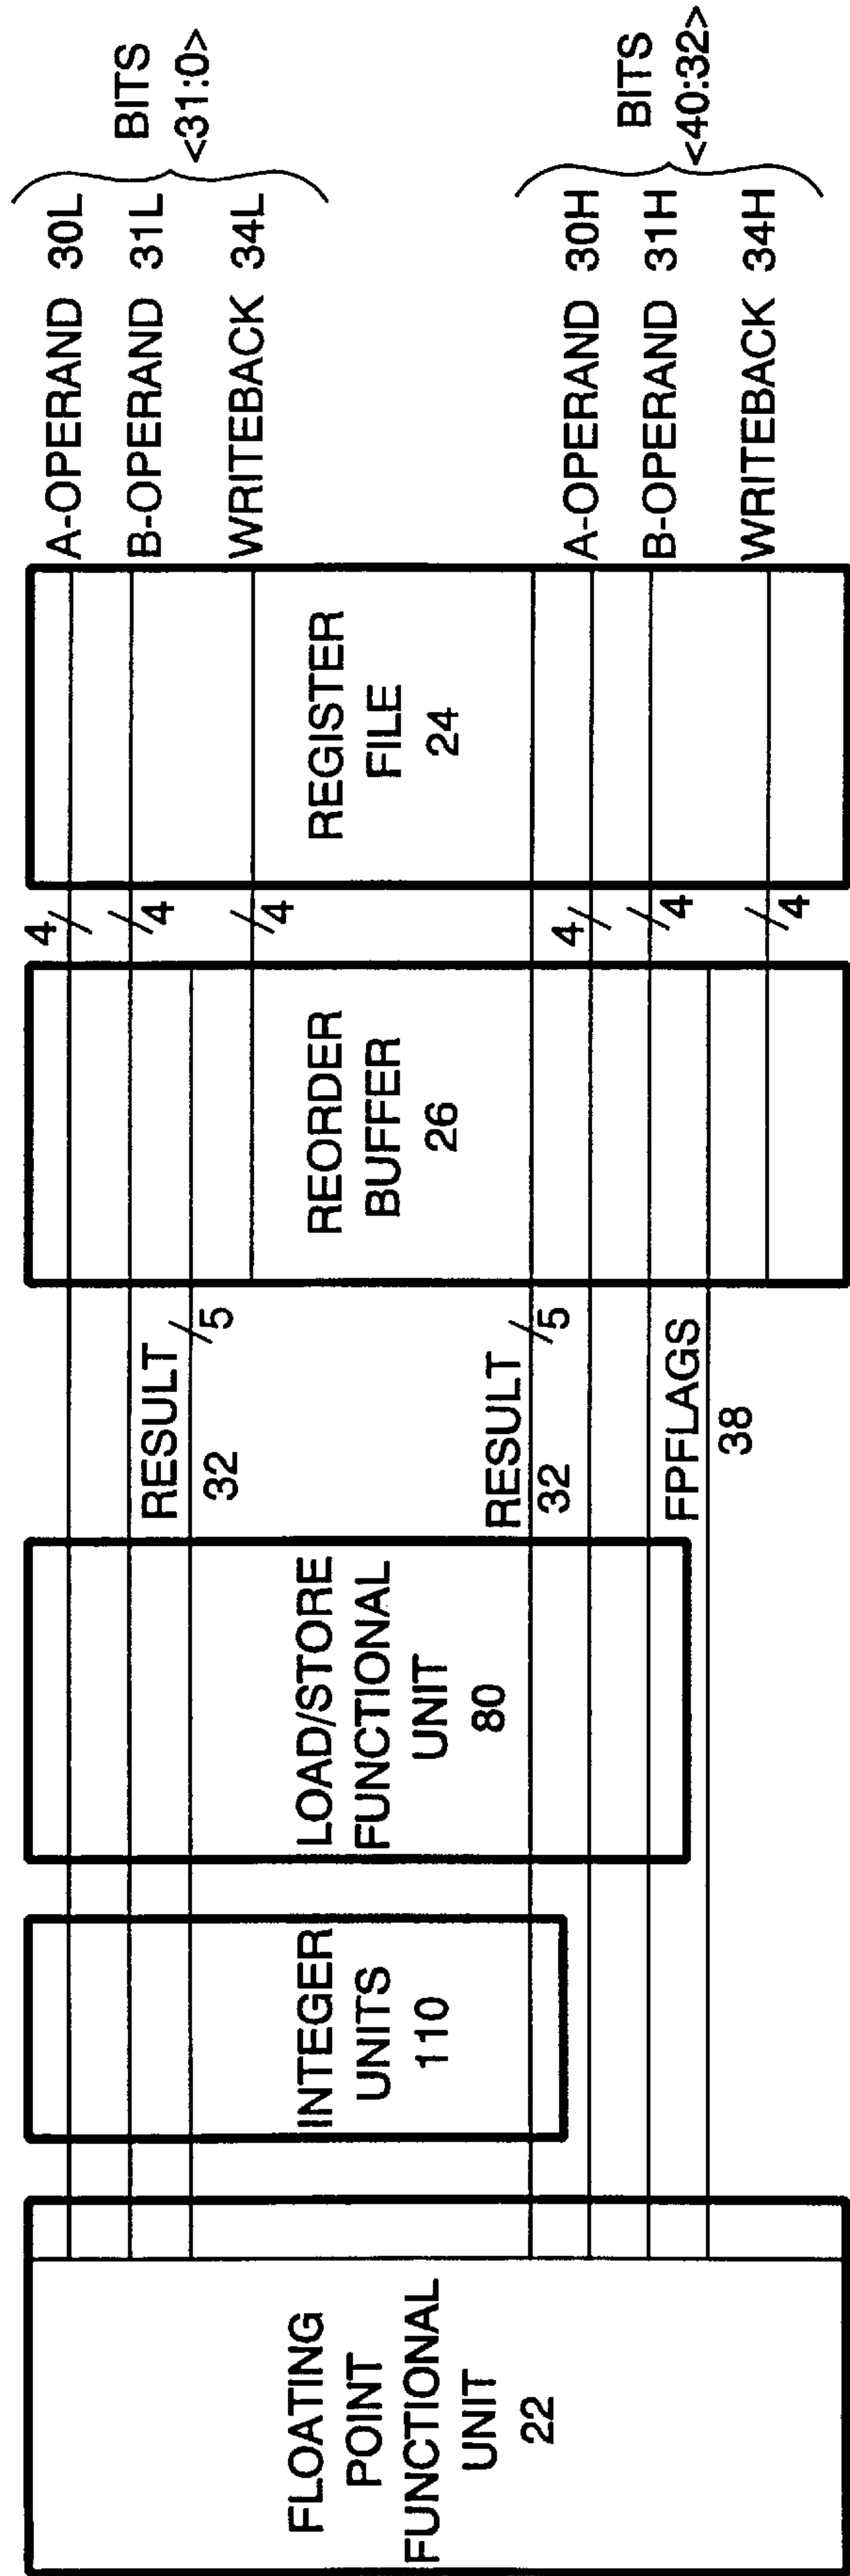 FLOATING
POINT
FUNCTIONAL
UNIT
22
INTEGER
UNITS
110
LOAD/STORE
FUNCTIONAL
UNIT
80
RESULT
32
5
RESULT
32
5
FPFLAGS
38
REORDER
BUFFER
26
4
4
4
4
4
4
REGISTER
FILE
24
A-OPERAND 30L
B-OPERAND 31L
WRITEBACK 34L
BITS
<31:0>
A-OPERAND 30H
B-OPERAND 31H
WRITEBACK 34H
BITS
<40:32>